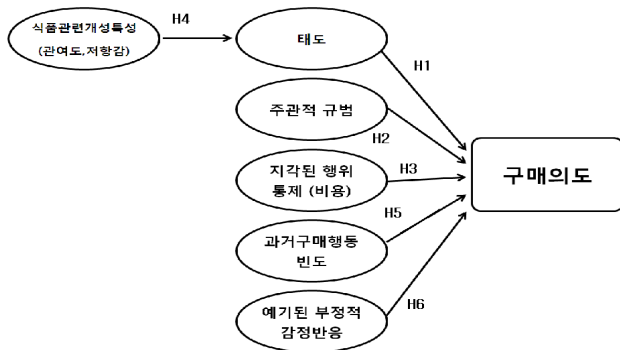 식품관련개성특성
(관여도,저항감)
H4
태도
H1
주관적 규범
H2
지각된 행위
통제 (비용)
H3
구매의도
과거구매행동
빈도
H5
예기된 부정적
감정반응
H6